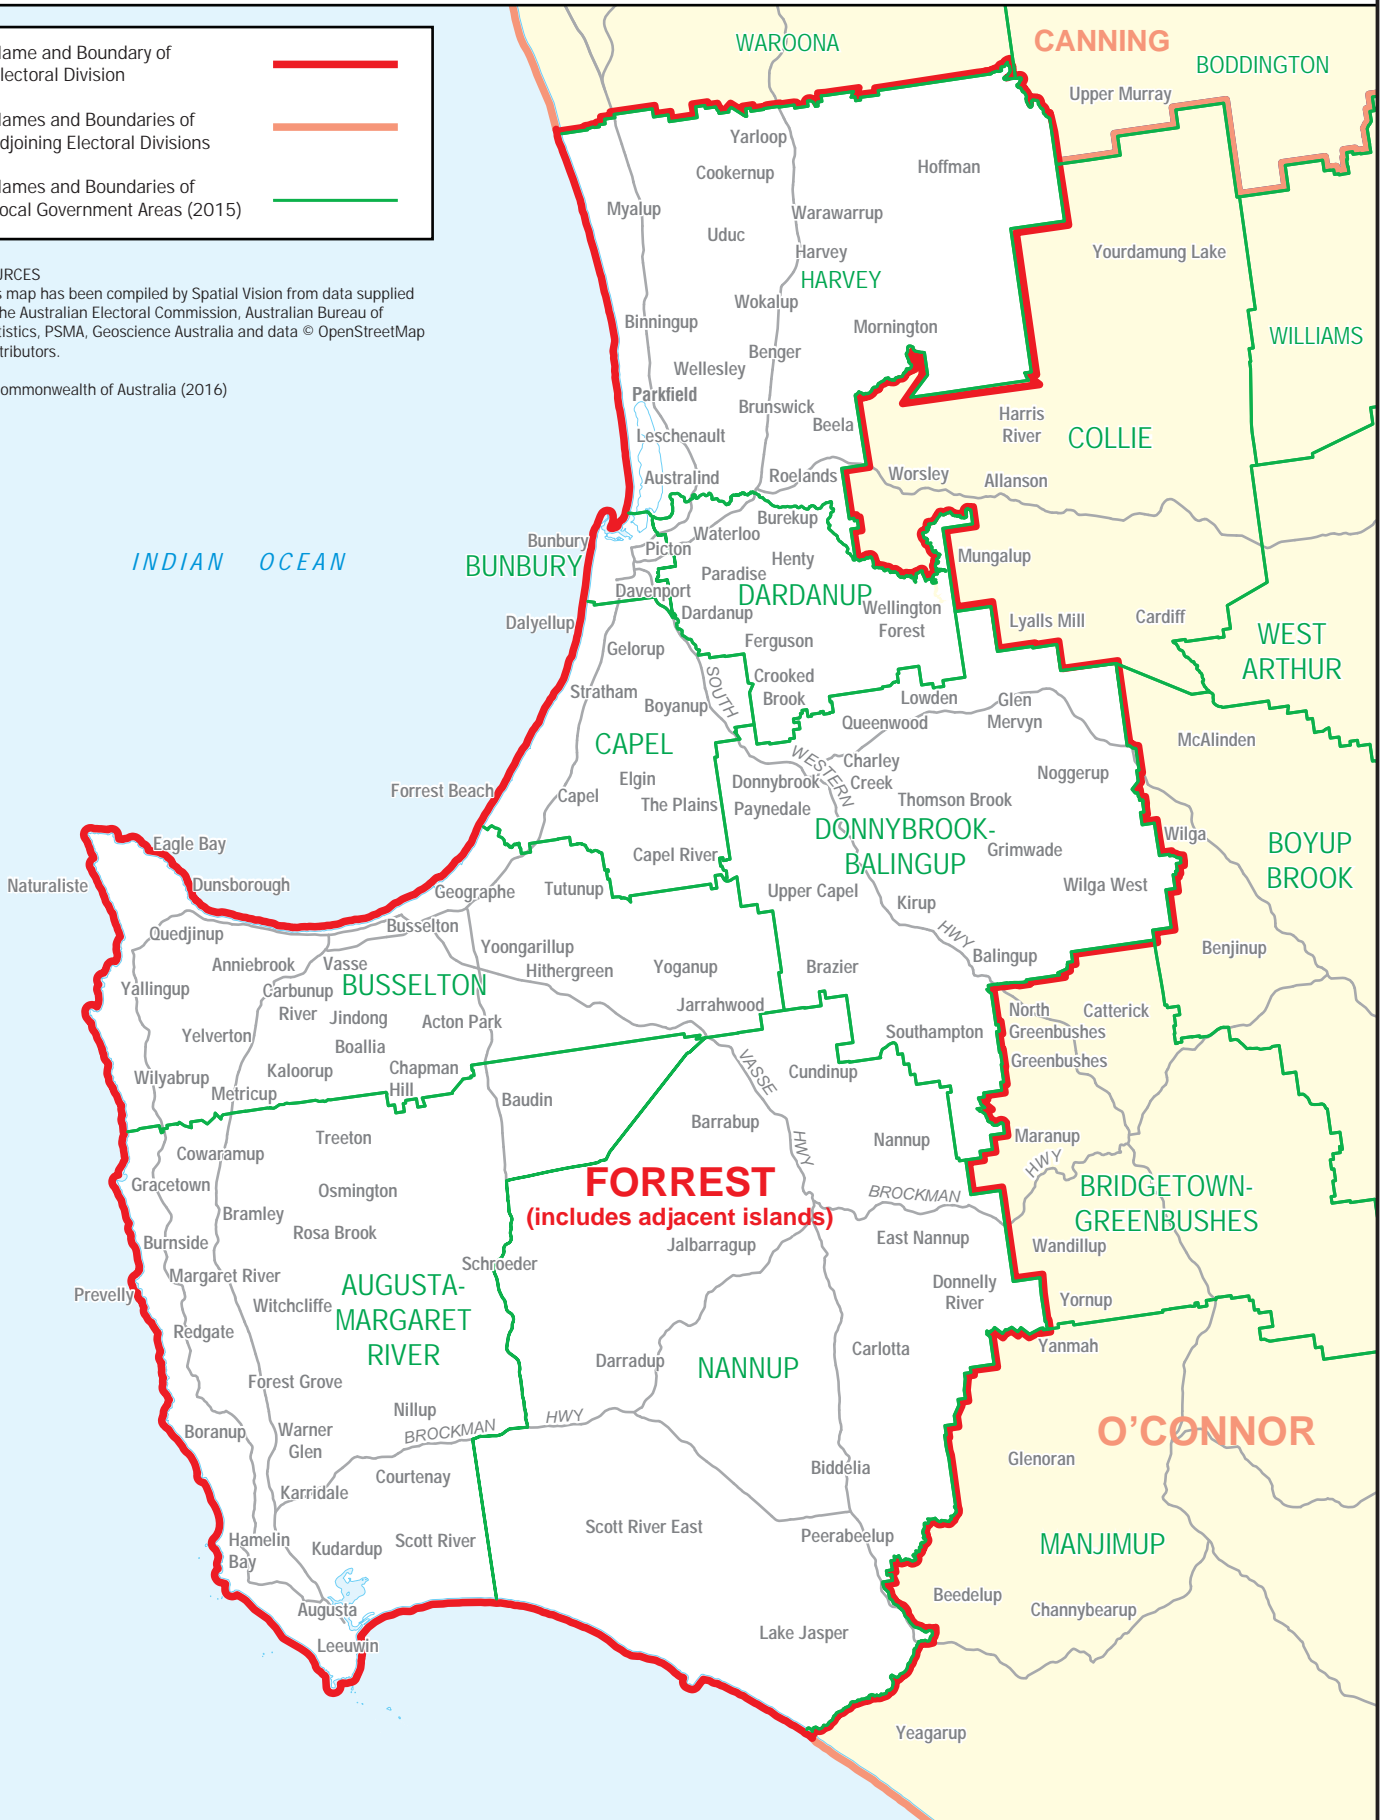 ame and Boundary of
lectoral Division
ames and Boundaries of
djoining Electoral Divisions
ames and Boundaries of
ocal Government Areas (2015)
URCES
s map has been compiled by Spatial Vision from data supplied
he Australian Electoral Commission, Australian Bureau of
tistics, PSMA, Geoscience Australia and data © OpenStreetMap
tributors.
ommonwealth of Australia (2016)
WAROONA
CANNING
BODDINGTON
Upper Murray
Yarloop
Hoffman
Cookernup
Myalup
Warawarrup
Uduc
Harvey
Yourdamung Lake
HARVEY
Wokalup
Binningup
Mornington
WILLIAMS
Benger
Wellesley
Parkfield
Brunswick
Harris
River
Beela
Leschenault
COLLIE
Australind
Roelands
Worsley
Allanson
Burekup
Waterloo
Bunbury
Picton
BUNBURY
INDIAN OCEAN
Henty
Mungalup
Paradise
Davenport
DARDANUP
Dardanup
Wellington
Forest
Dalyellup
Lyalls Mill
Cardiff
WEST
ARTHUR
Gelorup
Ferguson
Crooked
Brook
Stratham
SOUTH
Boyanup
Lowden
Glen
Mervyn
Queenwood
CAPEL
McAlinden
WESTERN
Charley
Creek
Elgin
Donnybrook
Noggerup
Forrest Beach
Capel
The Plains
Paynedale
Thomson Brook
DONNYBROOK-
BALINGUP
Wilga
Eagle Bay
Capel River
Grimwade
BOYUP
BROOK
Naturaliste
Dunsborough
Geographe
Tutunup
Upper Capel
Wilga West
Kirup
Quedjinup
Busselton
HWY
Yoongarillup
Benjinup
Anniebrook
Vasse
Hithergreen
Yoganup
Brazier
Balingup
Yallingup
Carbunup
River
BUSSELTON
Jarrahwood
Jindong
Acton Park
North
Greenbushes
Catterick
Yelverton
Southampton
Boallia
Greenbushes
Wilyabrup
Kaloorup
Chapman
Hill
VASSE
Cundinup
Metricup
Baudin
Barrabup
Treeton
Nannup
Maranup
Cowaramup
HWY
HWY
FORREST
(includes adjacent islands)
Gracetown
Osmington
BROCKMAN
BRIDGETOWN-
GREENBUSHES
Bramley
Rosa Brook
Burnside
Jalbarragup
East Nannup
Wandillup
Schroeder
Margaret River
AUGUSTA-
MARGARET
RIVER
Prevelly
Witchcliffe
Donnelly
River
Yornup
Redgate
Yanmah
Carlotta
Darradup
NANNUP
Forest Grove
Nillup
HWY
O'CONNOR
Boranup
Warner
Glen
BROCKMAN
Glenoran
Courtenay
Biddelia
Karridale
Scott River East
Peerabeelup
Hamelin
Bay
Kudardup
Scott River
MANJIMUP
Beedelup
Augusta
Channybearup
Leeuwin
Lake Jasper
Yeagarup